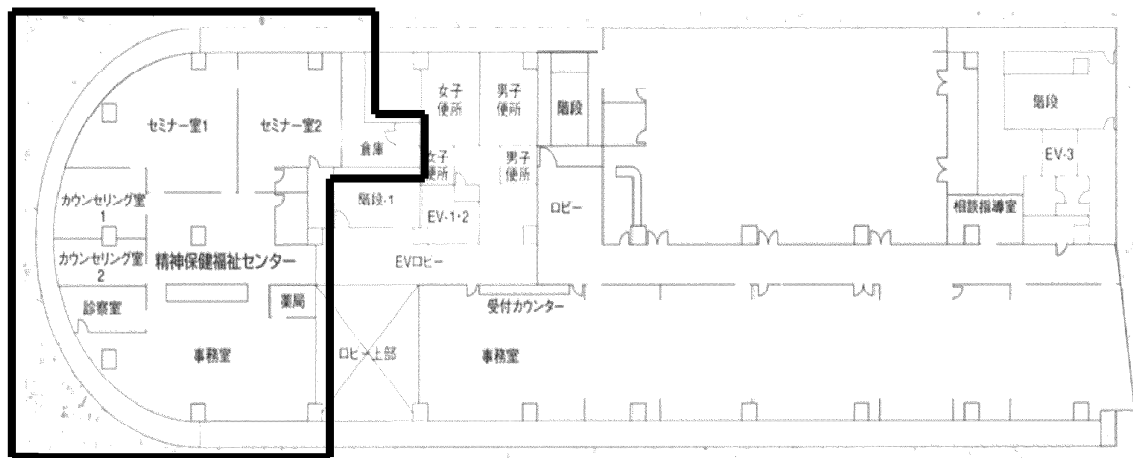 女子
便所
男子
便所
階段
階段
セミナー室1
セミナー室2
倉庫
女子
便所
男子
便所
EV-3
カウンセリング室
1
階段-1
EV-1・2
ロビー
相談指導室
カウンセリング室
2
精神保健福祉センター
EVロビー
診察室
薬局
受付カウンター
事務室
ロビー上部
事務室